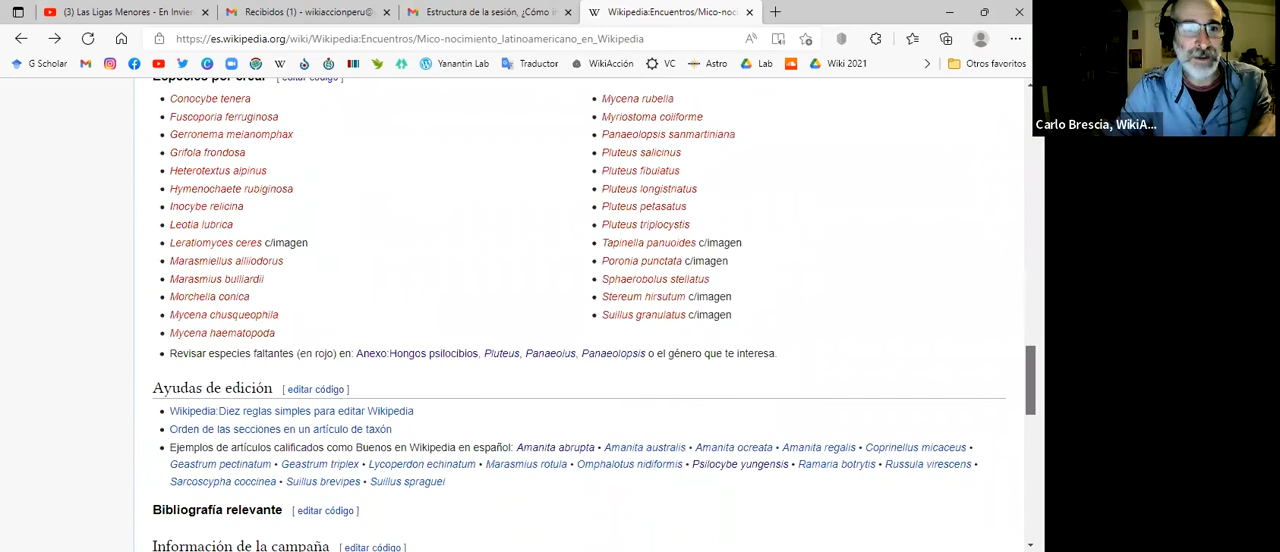 (3) Las Ligas Menores - En Invier
Recibidos (1) - wikiaccionperu@
Estructura de la sesión, ¿Cómo i
Wikipedia:Encuentros/Mico-noci
https://es.wikipedia.org/wiki/Wikipedia:Encuentros/Mico-nocimiento_latinoamericano_en_Wikipedia
G Scholar
Yanantin Lab
Traductor
WikiAcción
VC
Astro
Lab
Wiki 2021
Otros favoritos
Carlo Brescia, WikiA...
Especies por crear [ editar código ]
Conocybe tenera
Fuscoporia ferruginosa
Gerronema melanomphax
Grifola frondosa
Heterotextus alpinus
Hymenochaete rubiginosa
Inocybe relicina
Leotia lubrica
Leratiomyces ceres c/imagen
Marasmiellus alliiodorus
Marasmius bulliardii
Morchella conica
Mycena chusqueophila
Mycena haematopoda
Mycena rubella
Myriostoma coliforme
Panaeolopsis sanmartiniana
Pluteus salicinus
Pluteus fibulatus
Pluteus longistriatus
Pluteus petasatus
Pluteus triplocystis
Tapinella panuoides c/imagen
Poronia punctata c/imagen
Sphaerobolus stellatus
Stereum hirsutum c/imagen
Suillus granulatus c/imagen
Revisar especies faltantes (en rojo) en: Anexo:Hongos psilocibios, Pluteus, Panaeolus, Panaeolopsis o el género que te interesa.
Ayudas de edición [ editar código ]
Wikipedia:Diez reglas simples para editar Wikipedia
Orden de las secciones en un artículo de taxón
Ejemplos de artículos calificados como Buenos en Wikipedia en español: Amanita abrupta • Amanita australis • Amanita ocreata • Amanita regalis • Coprinellus micaceus •
Geastrum pectinatum • Geastrum triplex • Lycoperdon echinatum • Marasmius rotula • Omphalotus nidiformis • Psilocybe yungensis • Ramaria botrytis • Russula virescens •
Sarcoscypha coccinea • Suillus brevipes • Suillus spraguei
Bibliografía relevante [ editar código ]
Información de la campaña [ editar código ]